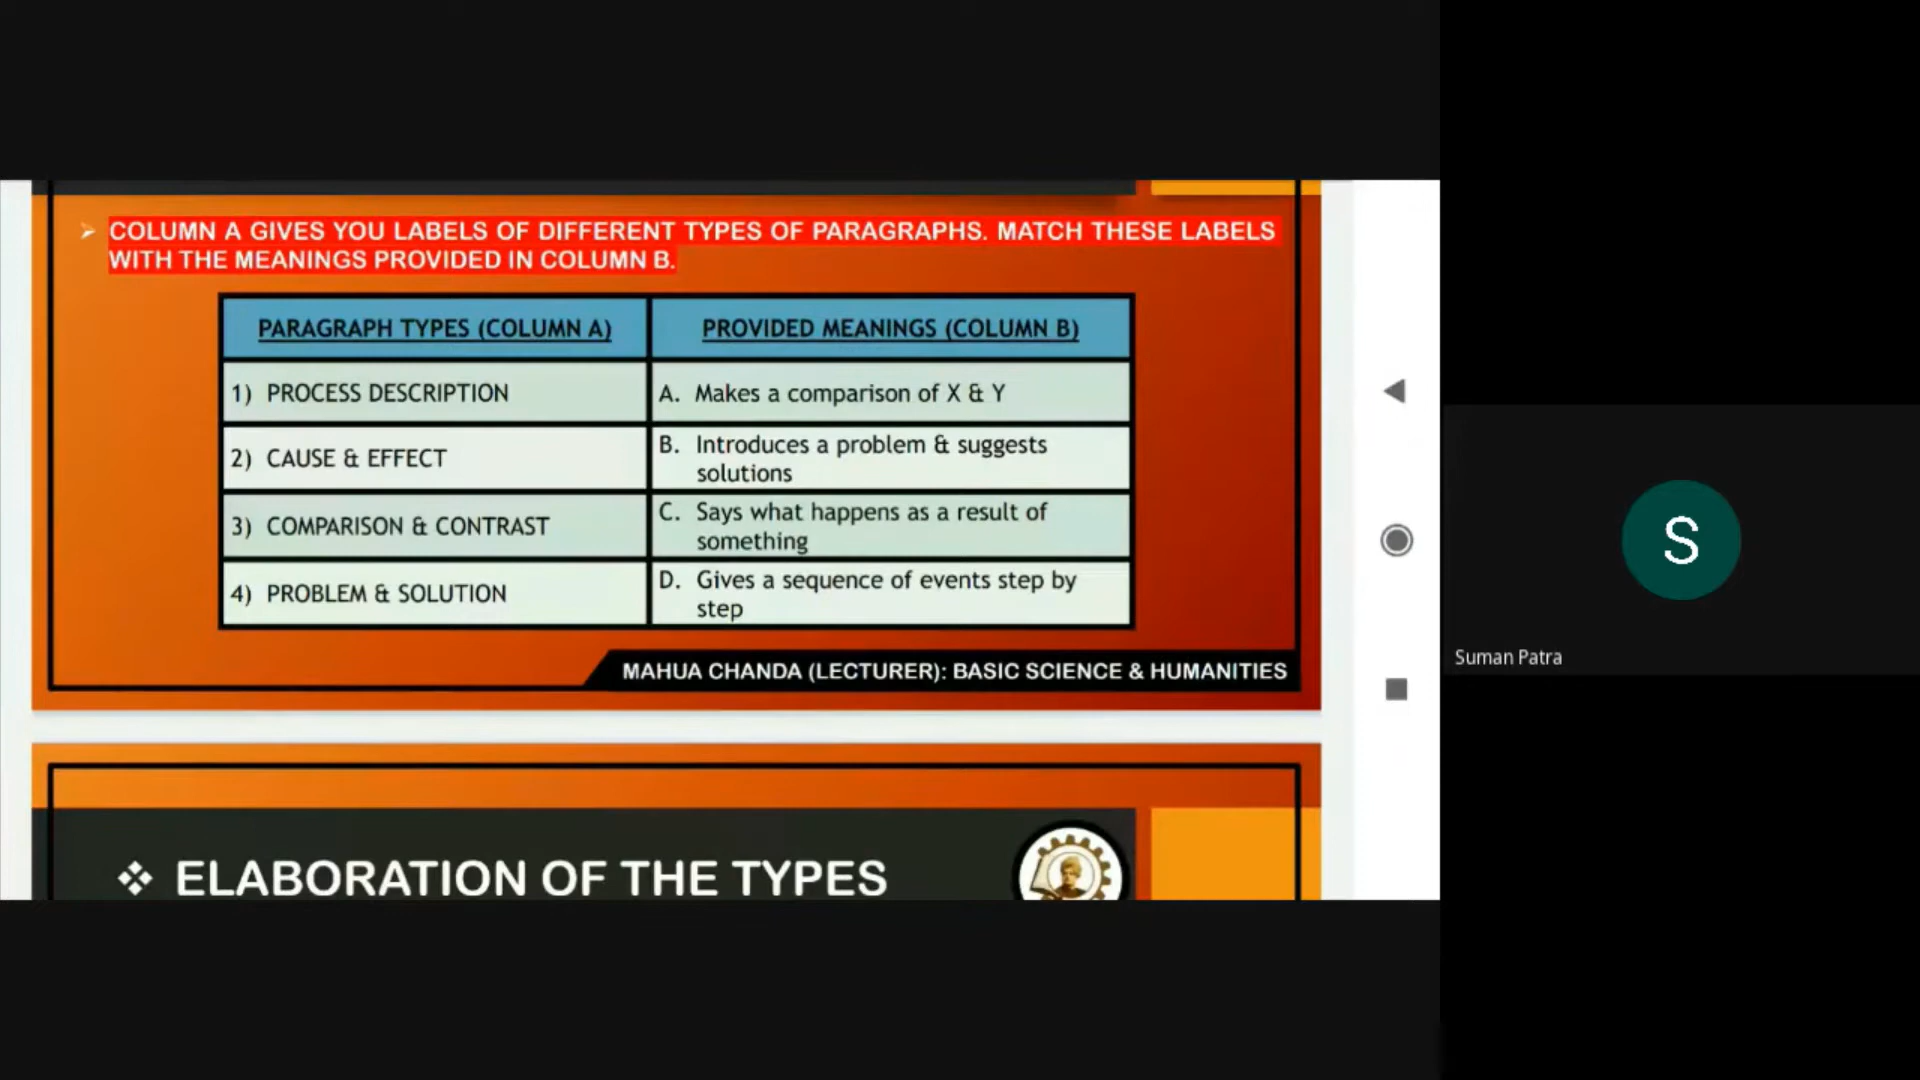 COLUMN A GIVES YOU LABELS OF DIFFERENT TYPES OF PARAGRAPHS. MATCH THESE LABELS
WITH THE MEANINGS PROVIDED IN COLUMN B.
PARAGRAPH TYPES (COLUMN A)
PROVIDED MEANINGS (COLUMN B)
1) PROCESS DESCRIPTION
A. Makes a comparison of X & Y
2) CAUSE & EFFECT
B. Introduces a problem & suggests
solutions
3) COMPARISON & CONTRAST
C. Says what happens as a result of
something
4) PROBLEM & SOLUTION
D. Gives a sequence of events step by
step
MAHUA CHANDA (LECTURER): BASIC SCIENCE & HUMANITIES
ELABORATION OF THE TYPES
S
Suman Patra